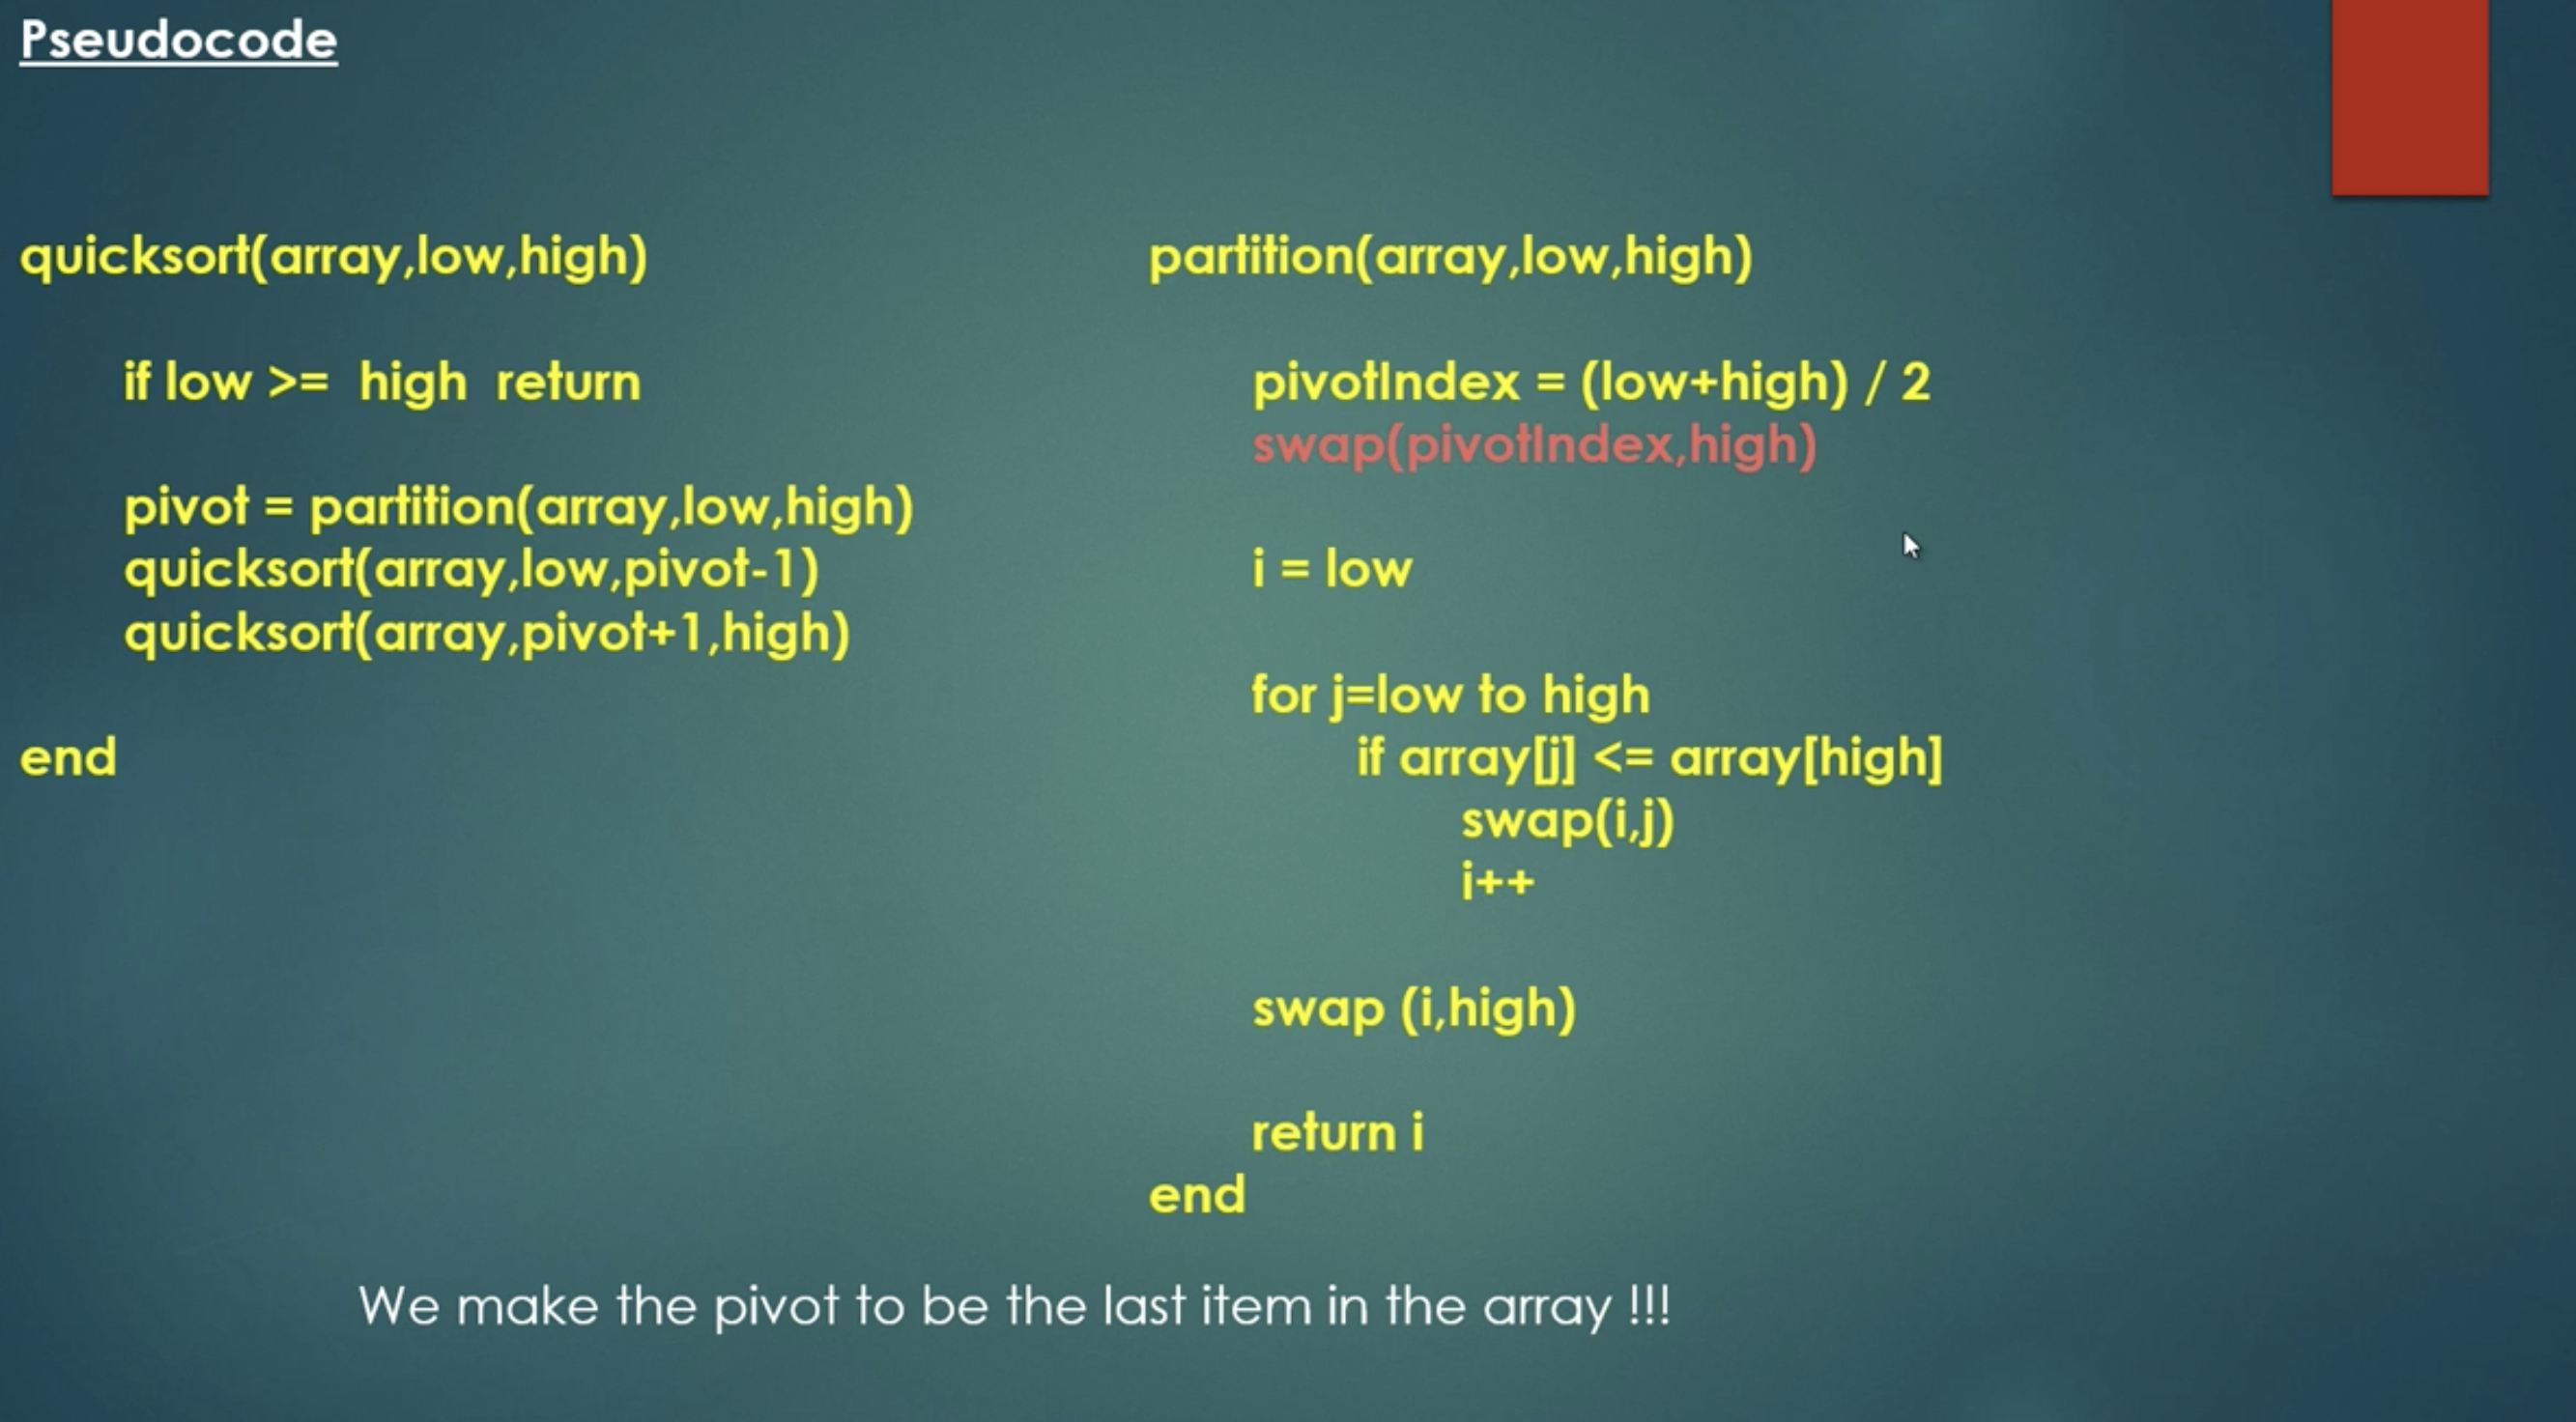 Pseudocode
quicksort(array,low,high)
if low >= high return
pivot = partition(array,low,high)
quicksort(array,low,pivot-1)
quicksort(array,pivot+1,high)
end
partition(array,low,high)
pivotIndex = (low+high) / 2
swap(pivotIndex,high)
i = low
for j=low to high
if array[j] <= array[high]
swap(i,j)
i++
swap (i,high)
return i
end
We make the pivot to be the last item in the array !!!